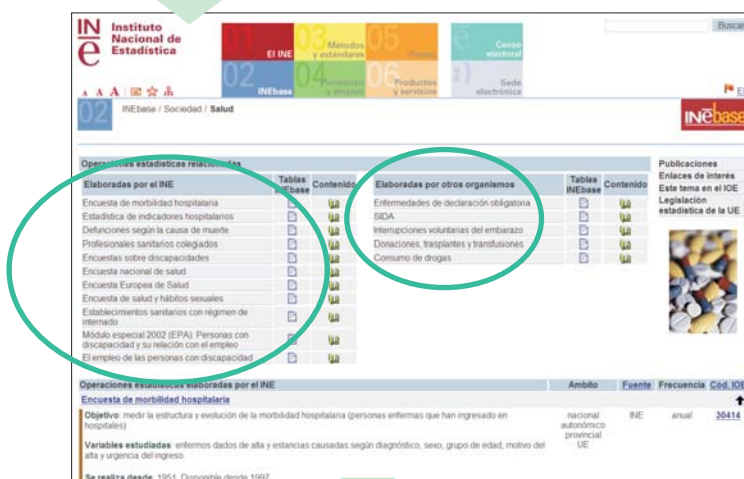 INe Instituto
Nacional de
Estadística
01 El INE
03 Métodos
y estándares
05
Censo
electoral
02 INEbase
04 Formación
y empleo
06 Productos
y servicios
Sede
electrónica
Buscar
A A A
02 INEbase / Sociedad / Salud
INebase
Operaciones estadísticas relacionadas
Elaboradas por el INE
Tablas
INEbase
Contenido
Encuesta de morbilidad hospitalaria
Estadística de indicadores hospitalarios
Defunciones según la causa de muerte
Profesionales sanitarios colegiados
Encuestas sobre discapacidades
Encuesta nacional de salud
Encuesta Europea de Salud
Encuesta de salud y hábitos sexuales
Establecimientos sanitarios con régimen de
internado
Módulo especial 2002 (EPA). Personas con
discapacidad y su relación con el empleo
El empleo de las personas con discapacidad
Elaboradas por otros organismos
Tablas
INEbase
Contenido
Enfermedades de declaración obligatoria
SIDA
Interrupciones voluntarias del embarazo
Donaciones, trasplantes y transfusiones
Consumo de drogas
Publicaciones
Enlaces de interés
Este tema en el IOE
Legislación
estadística de la UE
Operaciones estadísticas elaboradas por el INE
Ambito
Fuente
Frecuencia
Cód. IOE
Encuesta de morbilidad hospitalaria
Objetivo: medir la estructura y evolución de la morbilidad hospitalaria (personas enfermas que han ingresado en
hospitales)
nacional
autonómico
provincial
UE
INE
anual
30414
Variables estudiadas: enfermos dados de alta y estancias causadas según diagnóstico, sexo, grupo de edad, motivo del
alta y urgencia del ingreso.
Se realiza desde: 1951. Disponible desde 1997